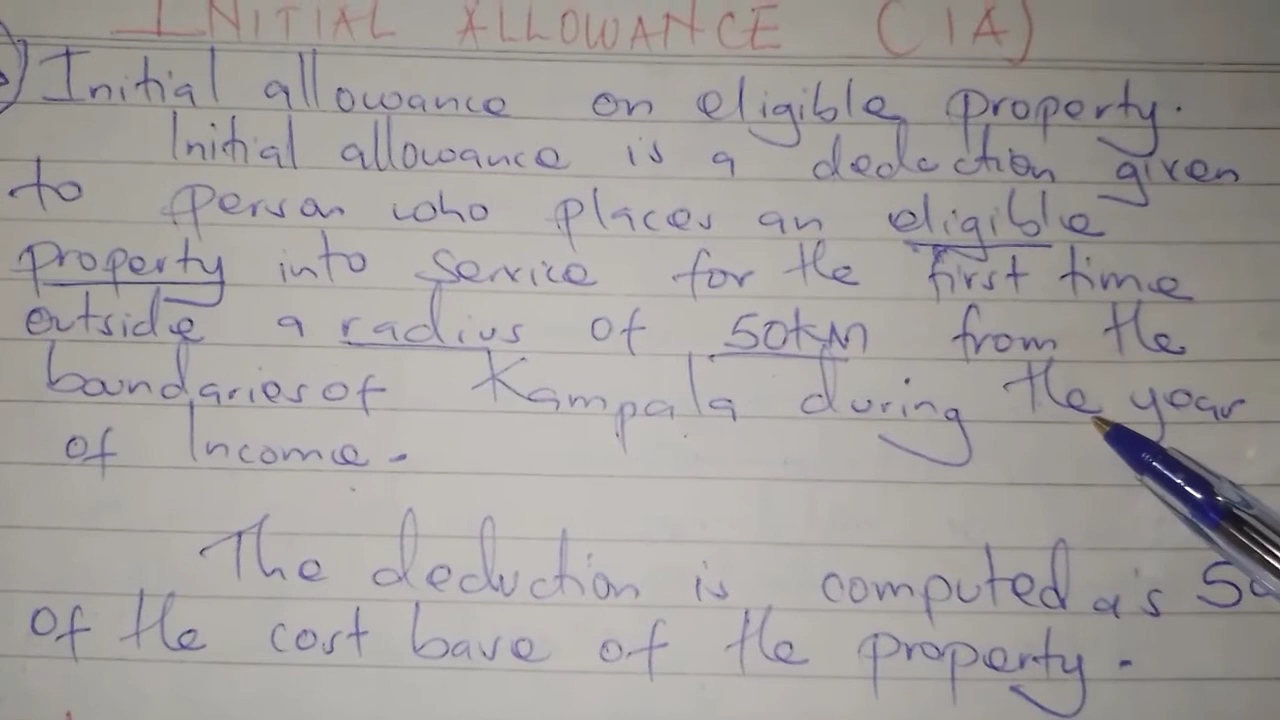 INITIAL ALLOWANCE (IA)
Initial allowance on eligible property.
Initial allowance is a deduction given
to person who places an eligible
property into service for the first time
outside a radius of 50km from the
boundaries of Kampala during the year
of Income.
The deduction is computed as 50
of the cost base of the property.